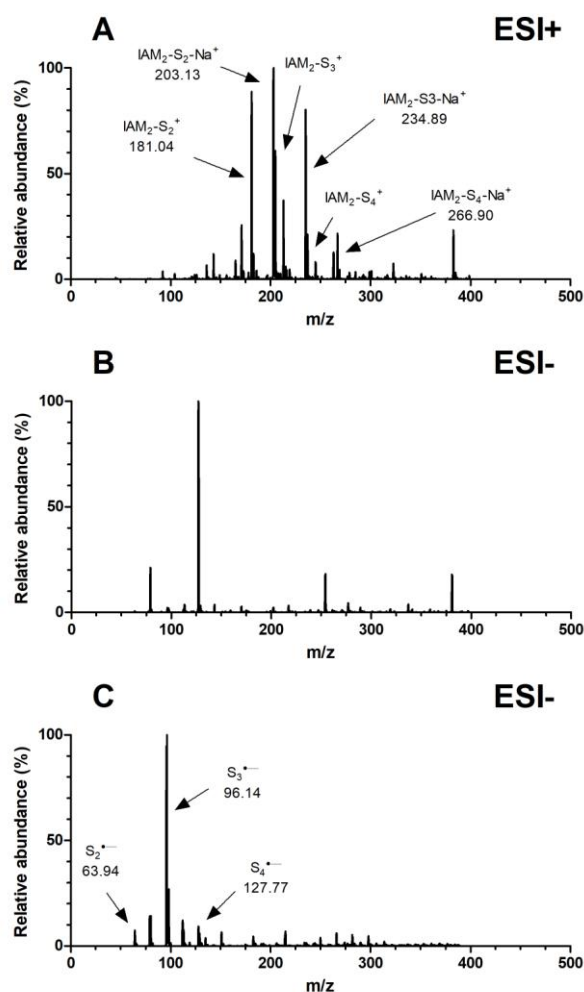 A
ESI+
Relative abundance (%)
100
50
0
IAM₂-S₂-Na⁺
203.13
IAM₂-S₃⁺
IAM₂-S₂⁺
181.04
IAM₂-S3-Na⁺
234.89
IAM₂-S₄⁺
IAM₂-S₄-Na⁺
266.90
0 100 200 300 400 500
m/z
B
ESI-
Relative abundance (%)
100
50
0
0 100 200 300 400 500
m/z
C
ESI-
Relative abundance (%)
100
50
0
S₃•—
96.14
S₂•—
63.94
S₄•—
127.77
0 100 200 300 400 500
m/z